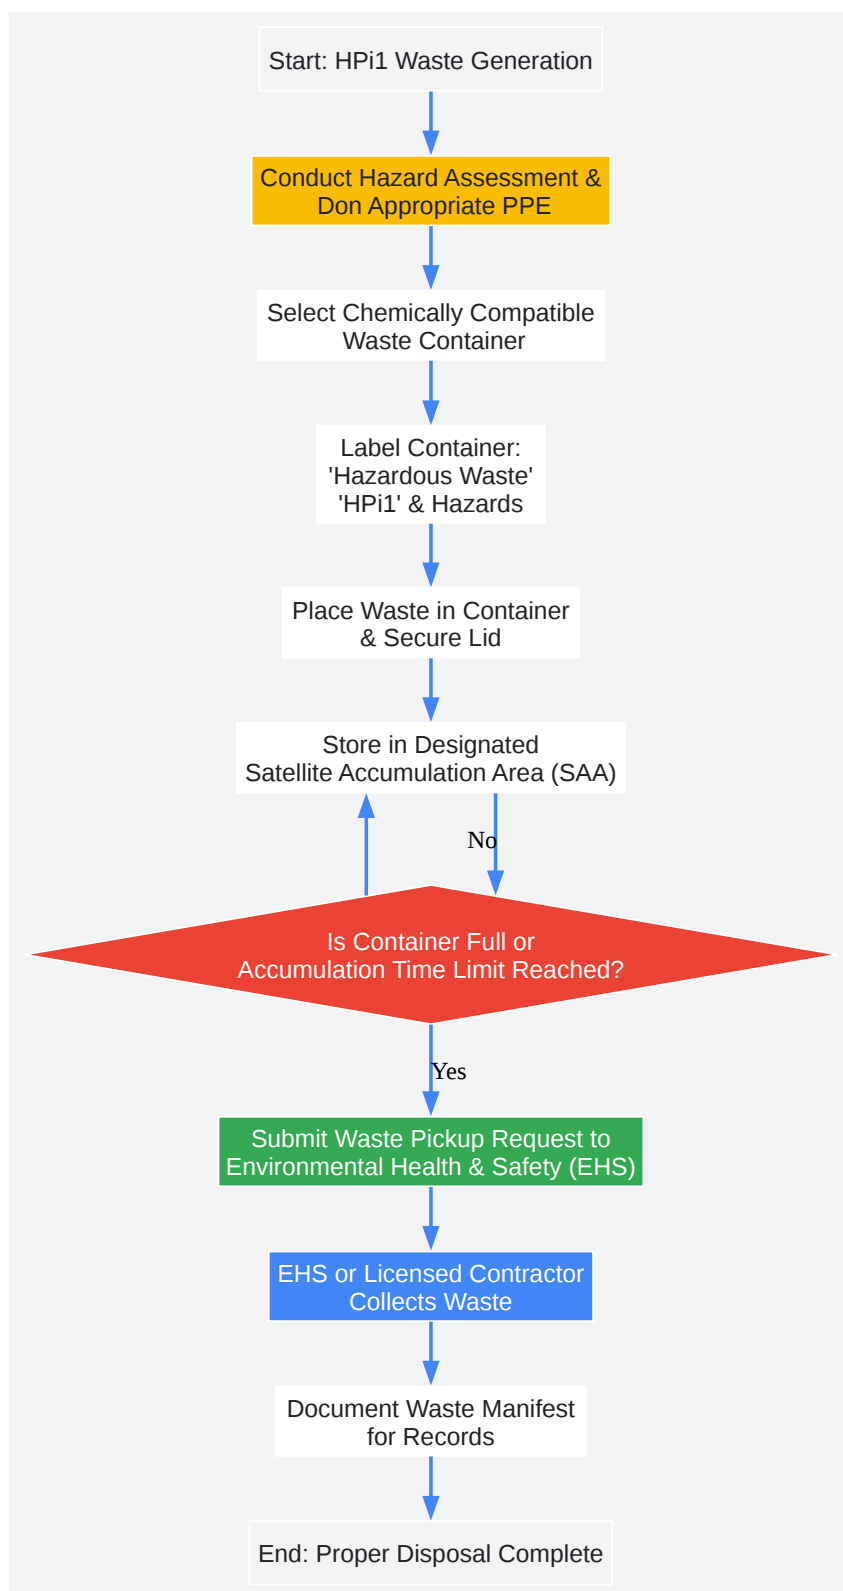 Start: HPi1 Waste Generation
Conduct Hazard Assessment &
Don Appropriate PPE
Select Chemically Compatible
Waste Container
Label Container:
'Hazardous Waste'
'HPi1' & Hazards
Place Waste in Container
& Secure Lid
Store in Designated
Satellite Accumulation Area (SAA)
No
Is Container Full or
Accumulation Time Limit Reached?
Yes
Submit Waste Pickup Request to
Environmental Health & Safety (EHS)
EHS or Licensed Contractor
Collects Waste
Document Waste Manifest
for Records
End: Proper Disposal Complete